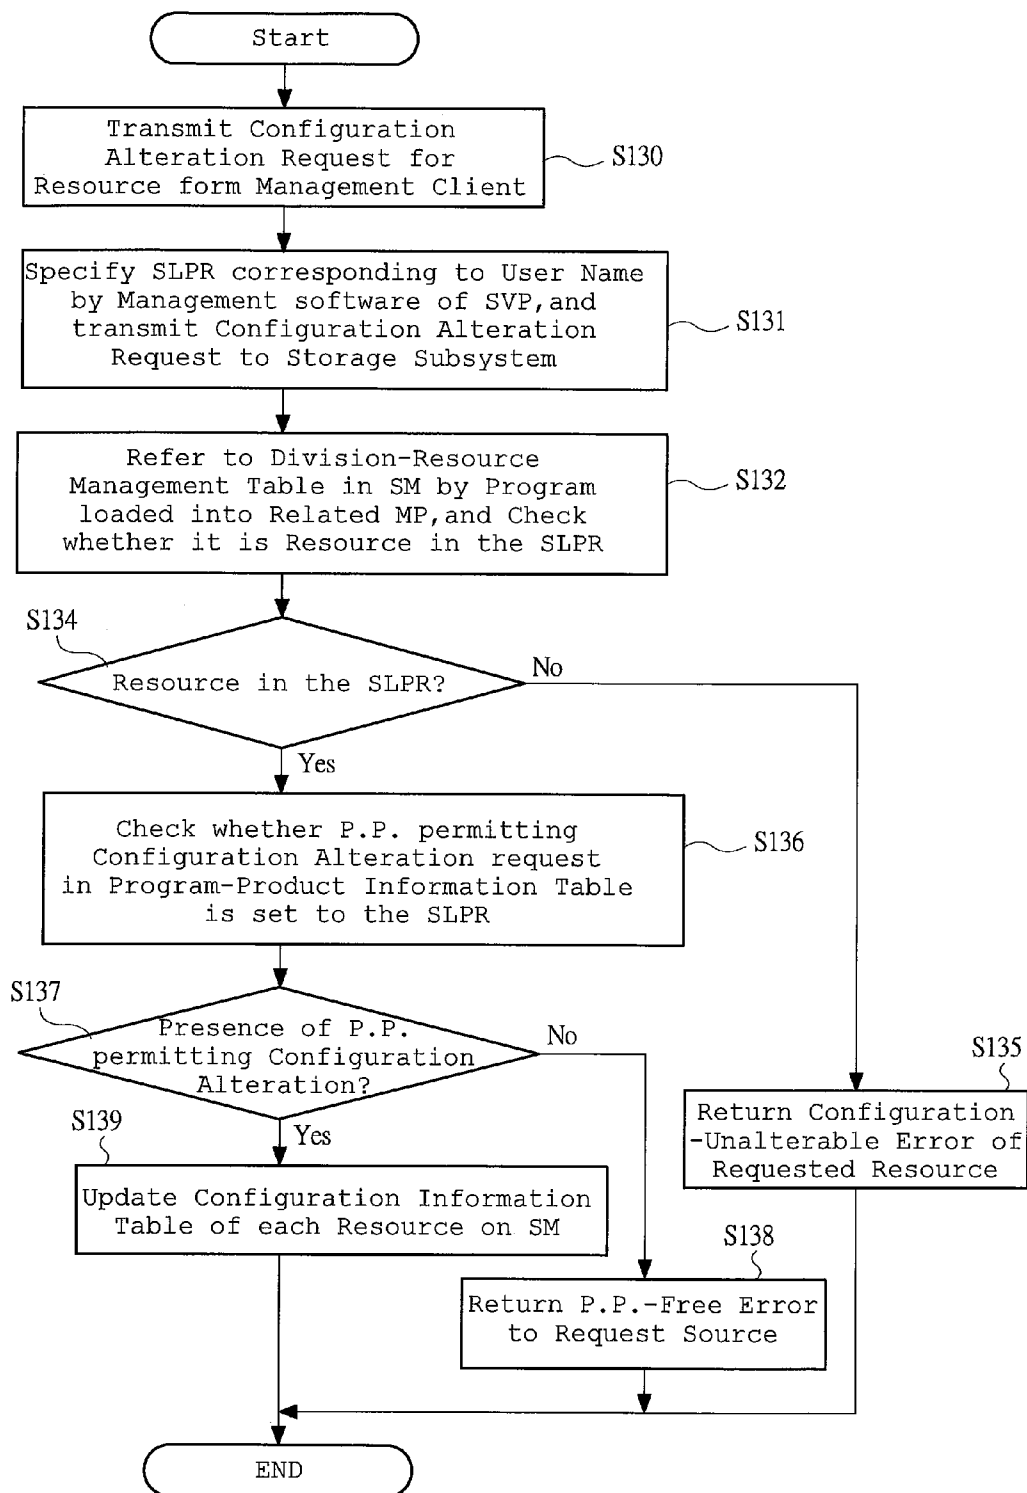 Start
Transmit Configuration
Alteration Request for
Resource form Management Client
S130
Specify SLPR corresponding to User Name
by Management software of SVP,and
transmit Configuration Alteration
Request to Storage Subsystem
S131
Refer to Division-Resource
Management Table in SM by Program
loaded into Related MP,and Check
whether it is Resource in the SLPR
S132
S134
Resource in the SLPR?
No
Yes
Check whether P.P. permitting
Configuration Alteration request
in Program-Product Information Table
is set to the SLPR
S136
S137
Presence of P.P.
permitting Configuration
Alteration?
No
Yes
S135
Return Configuration
-Unalterable Error of
Requested Resource
S139
Update Configuration Information
Table of each Resource on SM
S138
Return P.P.-Free Error
to Request Source
END